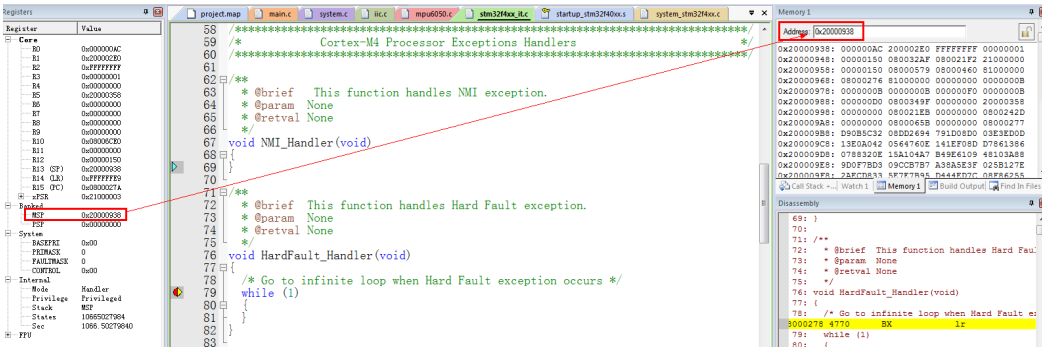 Registers
Register Value
Core
R0 0x000000AC
R1 0x200002E0
R2 0xFFFFFFFF
R3 0x00000001
R4 0x00000000
R5 0x20000358
R6 0x00000000
R7 0x00000000
R8 0x00000000
R9 0x00000000
R10 0x080006CE0
R11 0x00000000
R12 0x00000150
R13 (SP) 0x20000938
R14 (LR) 0xFFFFFFE9
R15 (PC) 0x0800027A
xPSR 0x21000003
Banked
MSP 0x20000938
PSP 0x00000000
System
BASEPRI 0x00
PRIMASK 0
FAULTMASK 0
CONTROL 0x00
Internal
Mode Handler
Privilege Privileged
Stack MSP
States 10665027984
Sec 1066.50279840
FPU
project.map main.c system.c iic.c mpu6050.c stm32f4xx_it.c startup_stm32f40xx.s system_stm32f4xx.c
58 /******************************************************************************/
59 /* Cortex-M4 Processor Exceptions Handlers */
60 /******************************************************************************/
61
62 /**
63 * @brief This function handles NMI exception.
64 * @param None
65 * @retval None
66 */
67 void NMI_Handler(void)
68 {
69 }
70
71 /**
72 * @brief This function handles Hard Fault exception.
73 * @param None
74 * @retval None
75 */
76 void HardFault_Handler(void)
77 {
78 /* Go to infinite loop when Hard Fault exception occurs */
79 while (1)
80 {
81 }
82 }
83
Memory 1
Address: 0x20000938
0x20000938: 000000AC 200002E0 FFFFFFFF 00000001
0x20000948: 00000150 080032AF 080021F2 21000000
0x20000958: 00000150 08000579 08000460 81000000
0x20000968: 08000276 81000000 00000000 0000000B
0x20000978: 0000000B 0000000B 000000F0 0000000B
0x20000988: 000000D0 0800349F 00000000 20000358
0x20000998: 00000000 080021EB 00000000 0800242D
0x200009A8: 00000000 0800065B 00000000 08000277
0x200009B8: D90B5C32 08DD2694 791D08D0 03E3ED0D
0x200009C8: 13E0A042 0564760E 141EF08D D7861386
0x200009D8: 0788320E 15A104A7 B49E6109 48103A88
0x200009E8: 9D0F7BD3 09CCB7B7 A38A5E3F 025B127E
0x200009F8: 2AECD833 5E7F7B95 D444ED7C 08F86255
Call Stack +... Watch 1 Memory 1 Build Output Find In Files
Disassembly
69: }
70:
71: /**
72: * @brief This function handles Hard Faul
73: * @param None
74: * @retval None
75: */
76: void HardFault_Handler(void)
77: {
78: /* Go to infinite loop when Hard Fault ex
8000278 4770 BX lr
79: while (1)
80: {